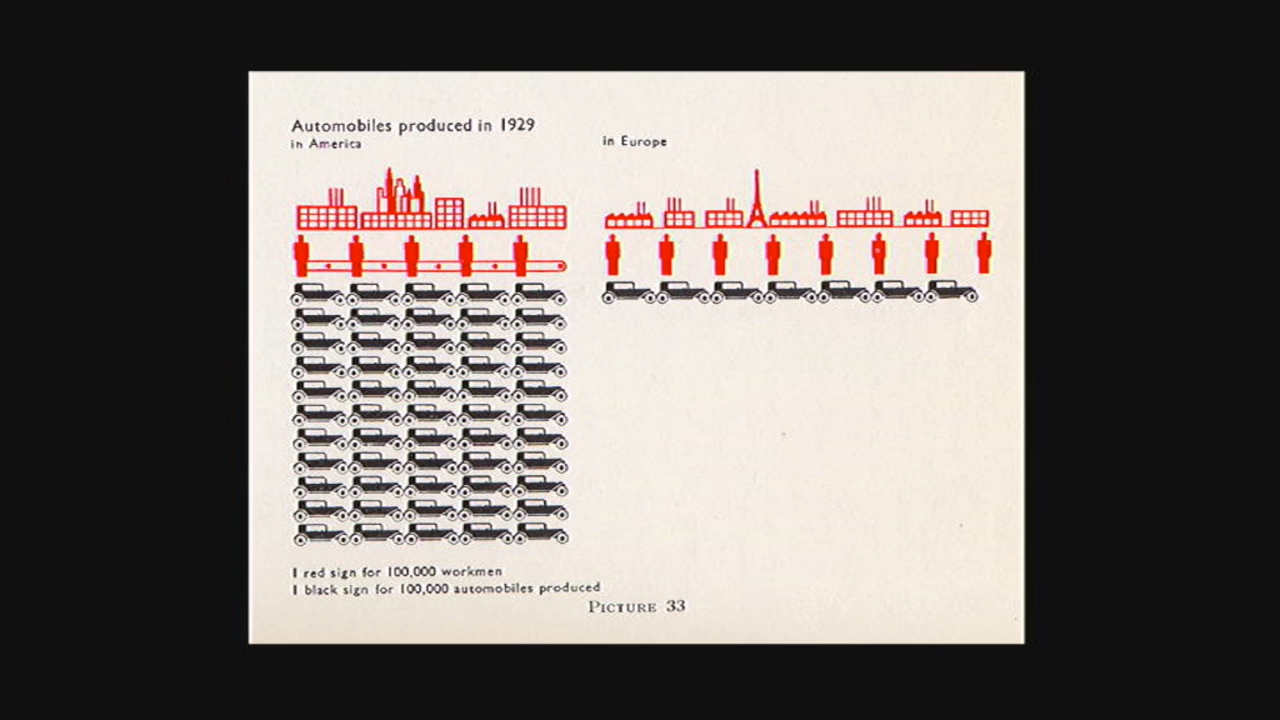 Automobiles produced in 1929
in America
in Europe
1 red sign for 100,000 workmen
1 black sign for 100,000 automobiles produced
PICTURE 33